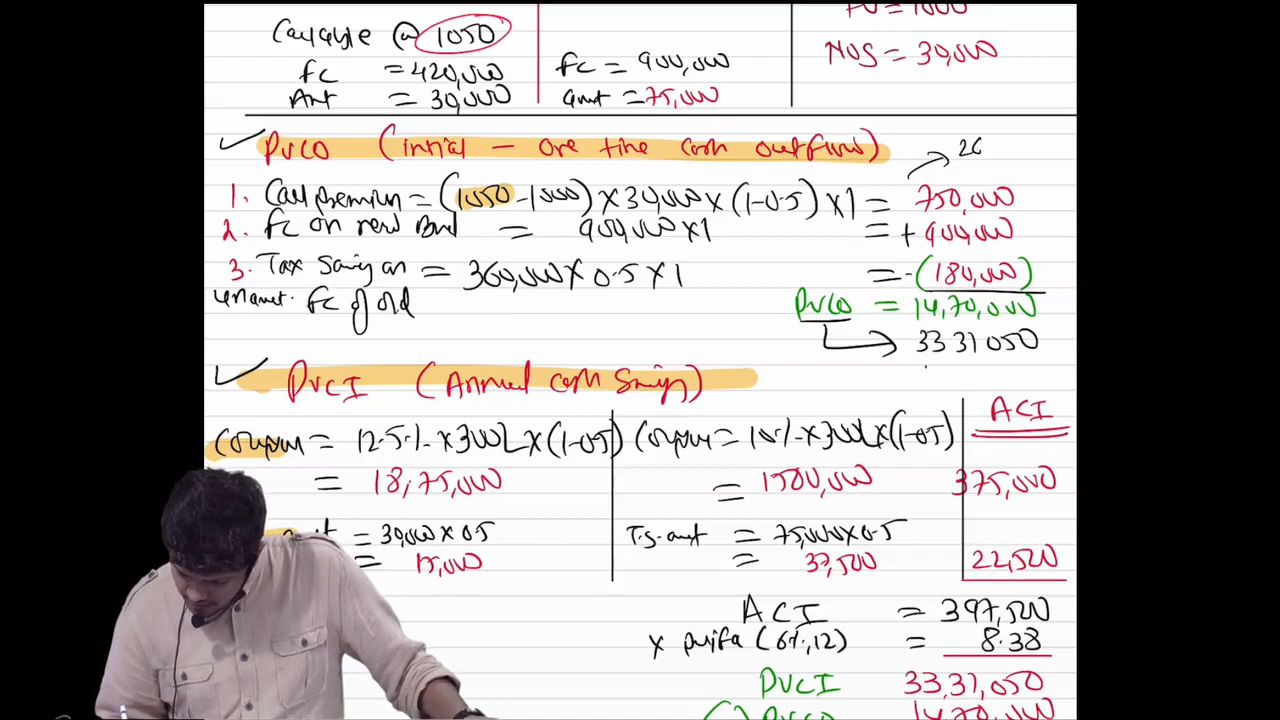 Callable @ 1050
fc = 420,000
Amt = 30,000
fc = 900,000
amt = 75,000
FV = 1000
NOS = 30,000
PVCO (initial - one time cash outflow)
1. Call premium = (1050 - 1000) × 30,000 × (1-0.5) × 1 = 750,000
2. fc on new Bond = 900,000 × 1 = + 900,000
3. Tax Saving on = 360,000 × 0.5 × 1 = -(180,000)
unamort. fc of old
PVCO = 14,70,000
33 31 050
PVCI (Annual cash Savings)
Coupon = 12.5% × 300L × (1-0.5)
= 18,75,000
Coupon = 10% × 300L × (1-0.5)
= 1500,000
ACI
375,000
= 30,000 × 0.5
= 15,000
T.S. amt = 75,000 × 0.5
= 37,500
22,500
ACI = 397,500
× pvifa (6%, 12) = 8.38
PVCI 33,31,050
(-) PVCO 14,70,000